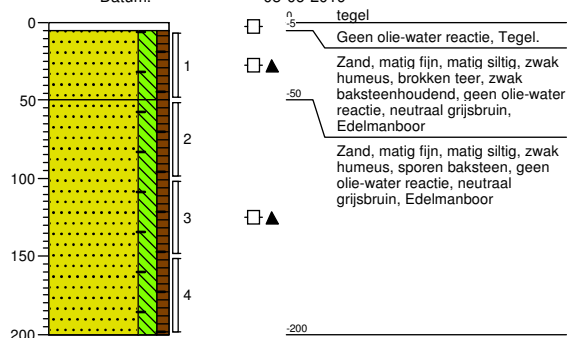 0
50
100
150
200
1
2
3
4
0
-5
-50
-200
tegel
Geen olie-water reactie, Tegel.
Zand, matig fijn, matig siltig, zwak
humeus, brokken teer, zwak
baksteenhoudend, geen olie-water
reactie, neutraal grijsbruin,
Edelmanboor
Zand, matig fijn, matig siltig, zwak
humeus, sporen baksteen, geen
olie-water reactie, neutraal
grijsbruin, Edelmanboor